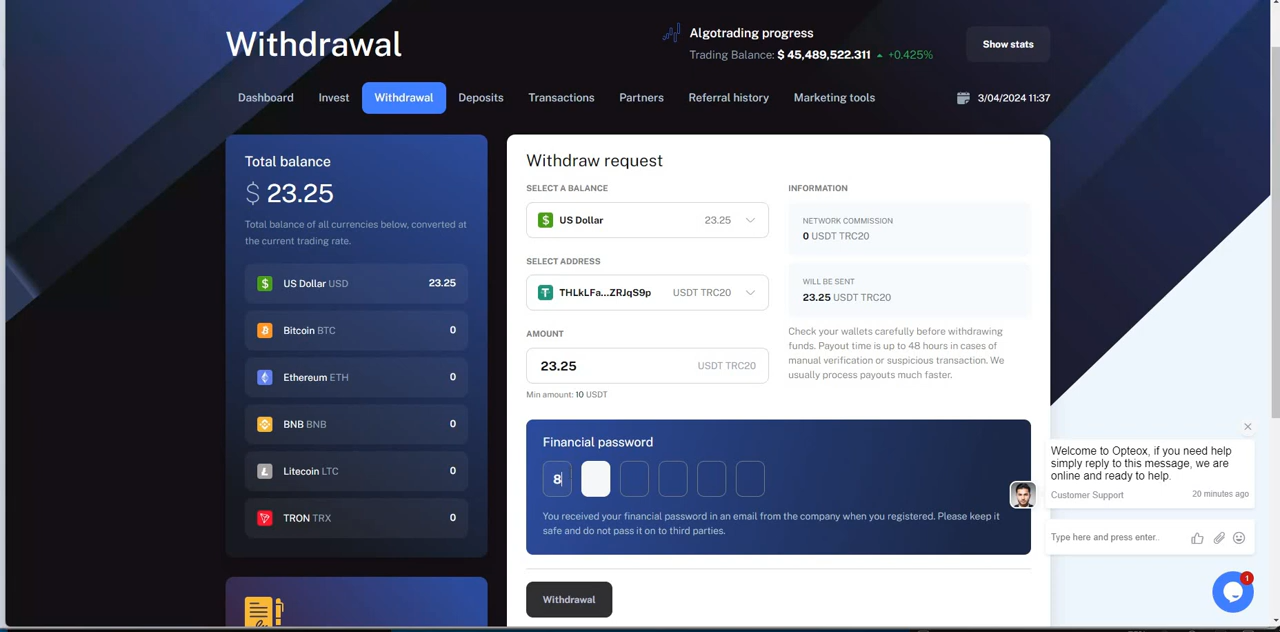 Withdrawal
Algotrading progress
Trading Balance: $ 45,489,522.311 +0.425%
Show stats
Dashboard
Invest
Withdrawal
Deposits
Transactions
Partners
Referral history
Marketing tools
3/04/2024 11:37
Total balance
$ 23.25
Total balance of all currencies below, converted at
the current trading rate.
US Dollar USD 23.25
Bitcoin BTC 0
Ethereum ETH 0
BNB BNB 0
Litecoin LTC 0
TRON TRX 0
Withdraw request
SELECT A BALANCE
$ US Dollar 23.25
SELECT ADDRESS
THLkLFa...ZRJqS9p USDT TRC20
AMOUNT
23.25 USDT TRC20
Min amount: 10 USDT
INFORMATION
NETWORK COMMISSION
0 USDT TRC20
WILL BE SENT
23.25 USDT TRC20
Check your wallets carefully before withdrawing
funds. Payout time is up to 48 hours in cases of
manual verification or suspicious transaction. We
usually process payouts much faster.
Financial password
8
You received your financial password in an email from the company when you registered. Please keep it
safe and do not pass it on to third parties.
Withdrawal
Welcome to Opteox, if you need help
simply reply to this message, we are
online and ready to help.
Customer Support 20 minutes ago
Type here and press enter..
1